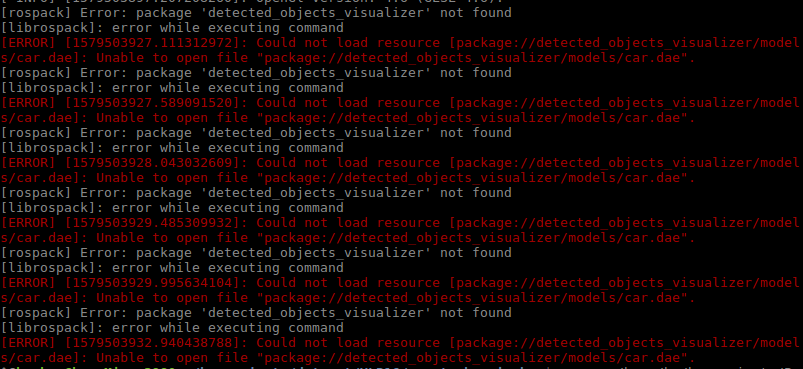 [rospack] Error: package 'detected_objects_visualizer' not found
[librospack]: error while executing command
[ERROR] [1579503927.111312972]: Could not load resource [package://detected_objects_visualizer/model
s/car.dae]: Unable to open file "package://detected_objects_visualizer/models/car.dae".
[rospack] Error: package 'detected_objects_visualizer' not found
[librospack]: error while executing command
[ERROR] [1579503927.589091520]: Could not load resource [package://detected_objects_visualizer/model
s/car.dae]: Unable to open file "package://detected_objects_visualizer/models/car.dae".
[rospack] Error: package 'detected_objects_visualizer' not found
[librospack]: error while executing command
[ERROR] [1579503928.043032609]: Could not load resource [package://detected_objects_visualizer/model
s/car.dae]: Unable to open file "package://detected_objects_visualizer/models/car.dae".
[rospack] Error: package 'detected_objects_visualizer' not found
[librospack]: error while executing command
[ERROR] [1579503929.485309932]: Could not load resource [package://detected_objects_visualizer/model
s/car.dae]: Unable to open file "package://detected_objects_visualizer/models/car.dae".
[rospack] Error: package 'detected_objects_visualizer' not found
[librospack]: error while executing command
[ERROR] [1579503929.995634104]: Could not load resource [package://detected_objects_visualizer/model
s/car.dae]: Unable to open file "package://detected_objects_visualizer/models/car.dae".
[rospack] Error: package 'detected_objects_visualizer' not found
[librospack]: error while executing command
[ERROR] [1579503932.940438788]: Could not load resource [package://detected_objects_visualizer/model
s/car.dae]: Unable to open file "package://detected_objects_visualizer/models/car.dae".